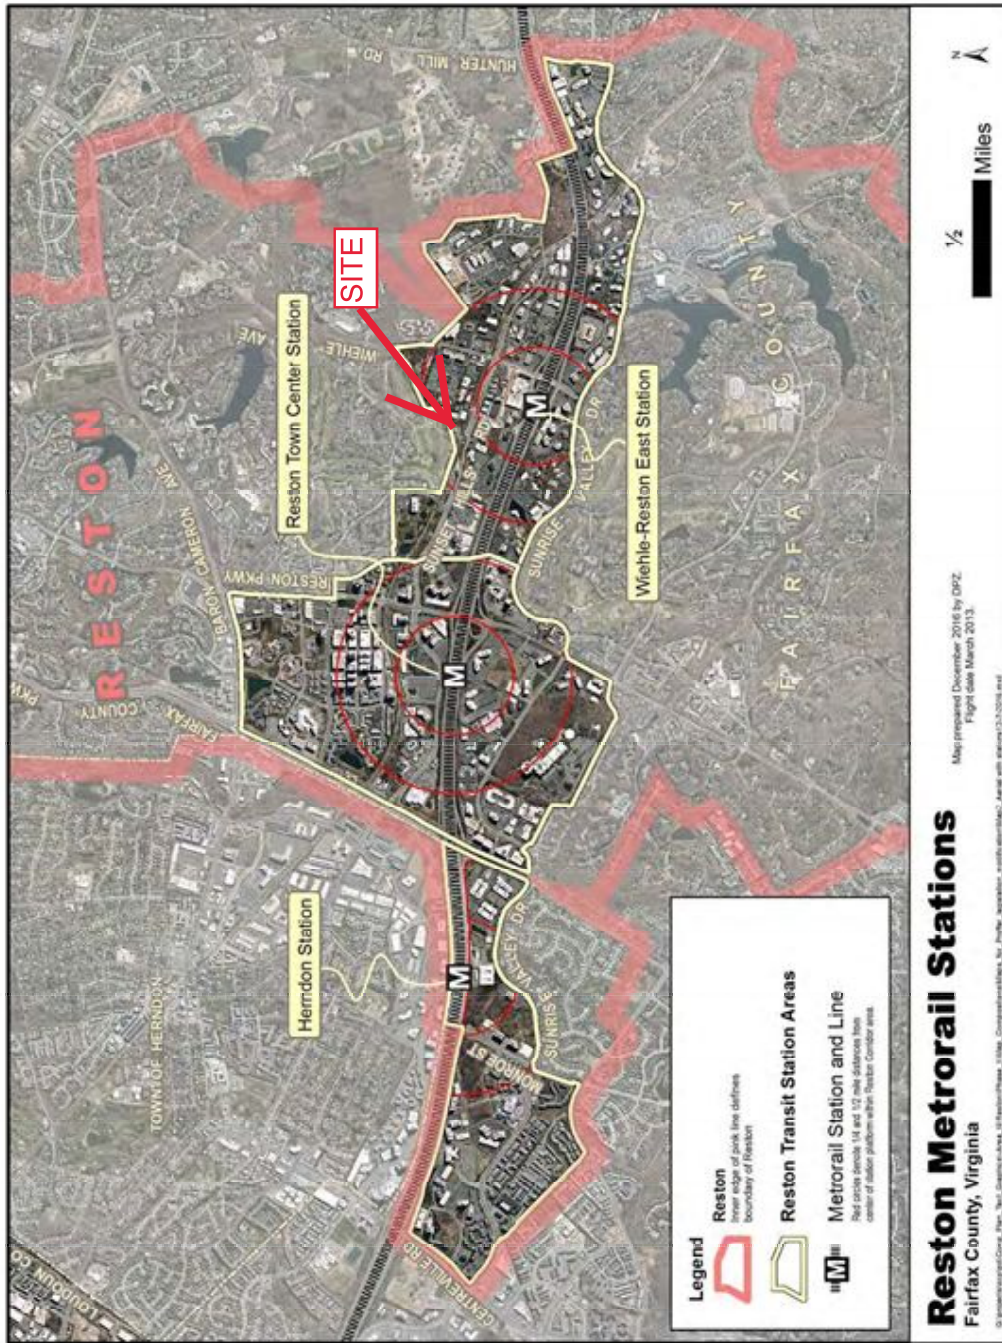 LOUDOUN CO.
TOWN OF HERNDON
Herndon Station
CENTREVILLE RD
MONROE ST
SUNRISE VALLEY DR
FAIRFAX COUNTY PKWY
RESTON
BARON CAMERON AVE
RESTON PKWY
Reston Town Center Station
WIEHLE AVE
SITE
HUNTER MILL RD
SUNSET HILLS RD
SUNRISE VALLEY DR
Wiehle-Reston East Station
FAIRFAX COUNTY
M
M
M
Legend
Reston
Inner edge of pink line defines
boundary of Reston
Reston Transit Station Areas
M
Metrorail Station and Line
Red circles denote 1/4 and 1/2 mile distances from
center of station platform within Reston Corridor area.
Reston Metrorail Stations
Fairfax County, Virginia
Map prepared December 2016 by DPZ.
Flight date March 2013.
½
Miles
N